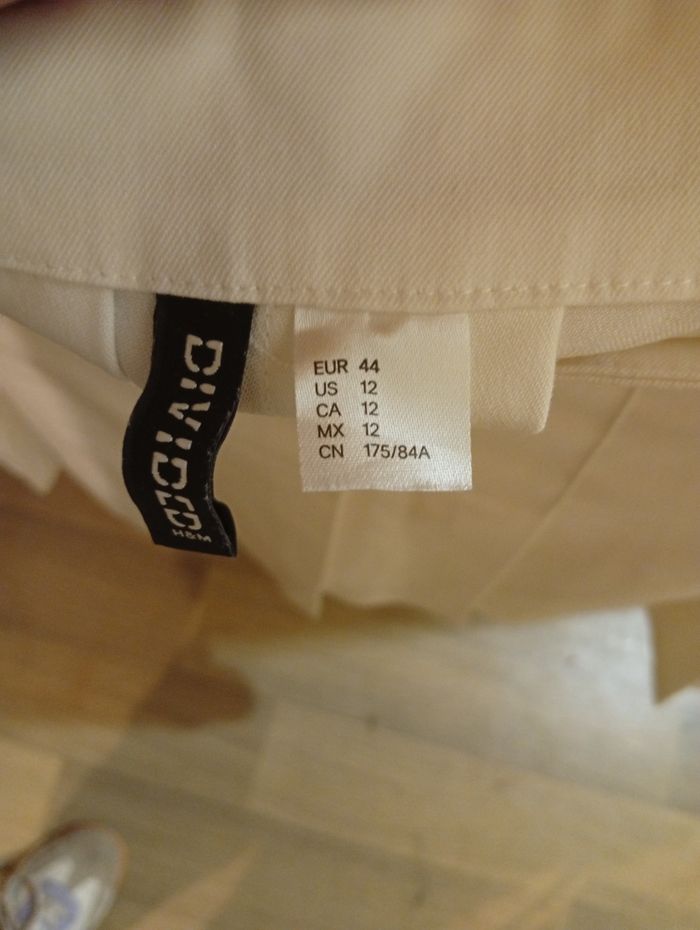 DIVIDED
H&M
EUR 44
US 12
CA 12
MX 12
CN 175/84A